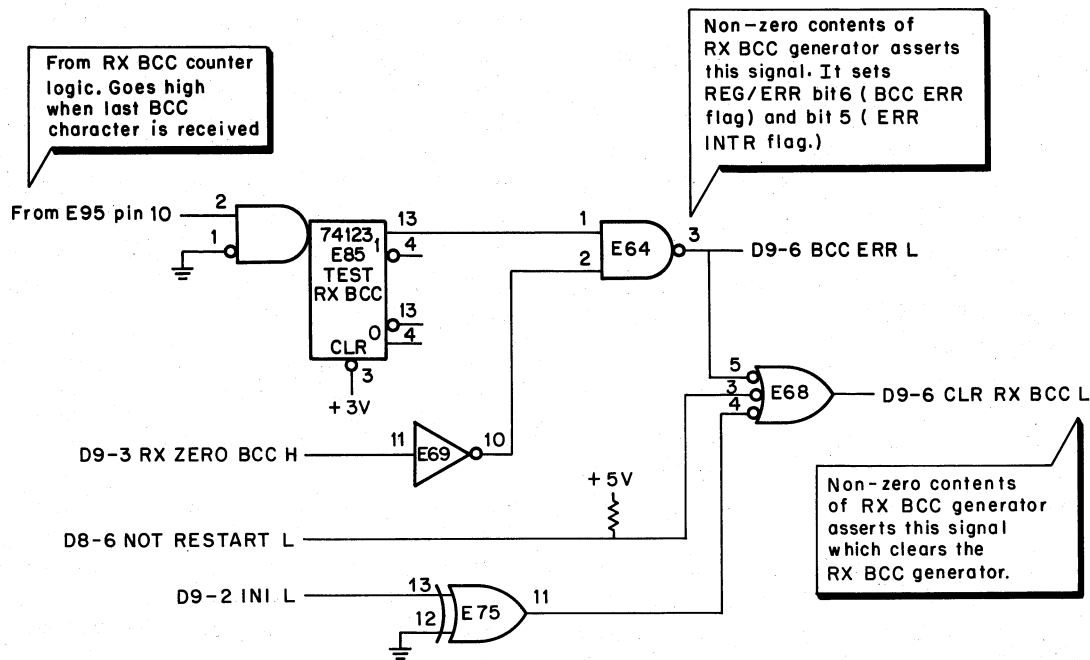 Non-zero contents of
RX BCC generator asserts
this signal. It sets
REG/ERR bit 6 ( BCC ERR
flag) and bit 5 ( ERR
INTR flag.)
From RX BCC counter
logic. Goes high
when last BCC
character is received
From E95 pin 10
2
1
74123
1
E85
TEST
RX BCC
0
CLR
13
4
13
4
3
+3V
1
2
E64
3
D9-6 BCC ERR L
5
3
4
E68
D9-6 CLR RX BCC L
D9-3 RX ZERO BCC H
11
E69
10
+5V
Non-zero contents
of RX BCC generator
asserts this signal
which clears the
RX BCC generator.
D8-6 NOT RESTART L
D9-2 INI L
13
12
E75
11